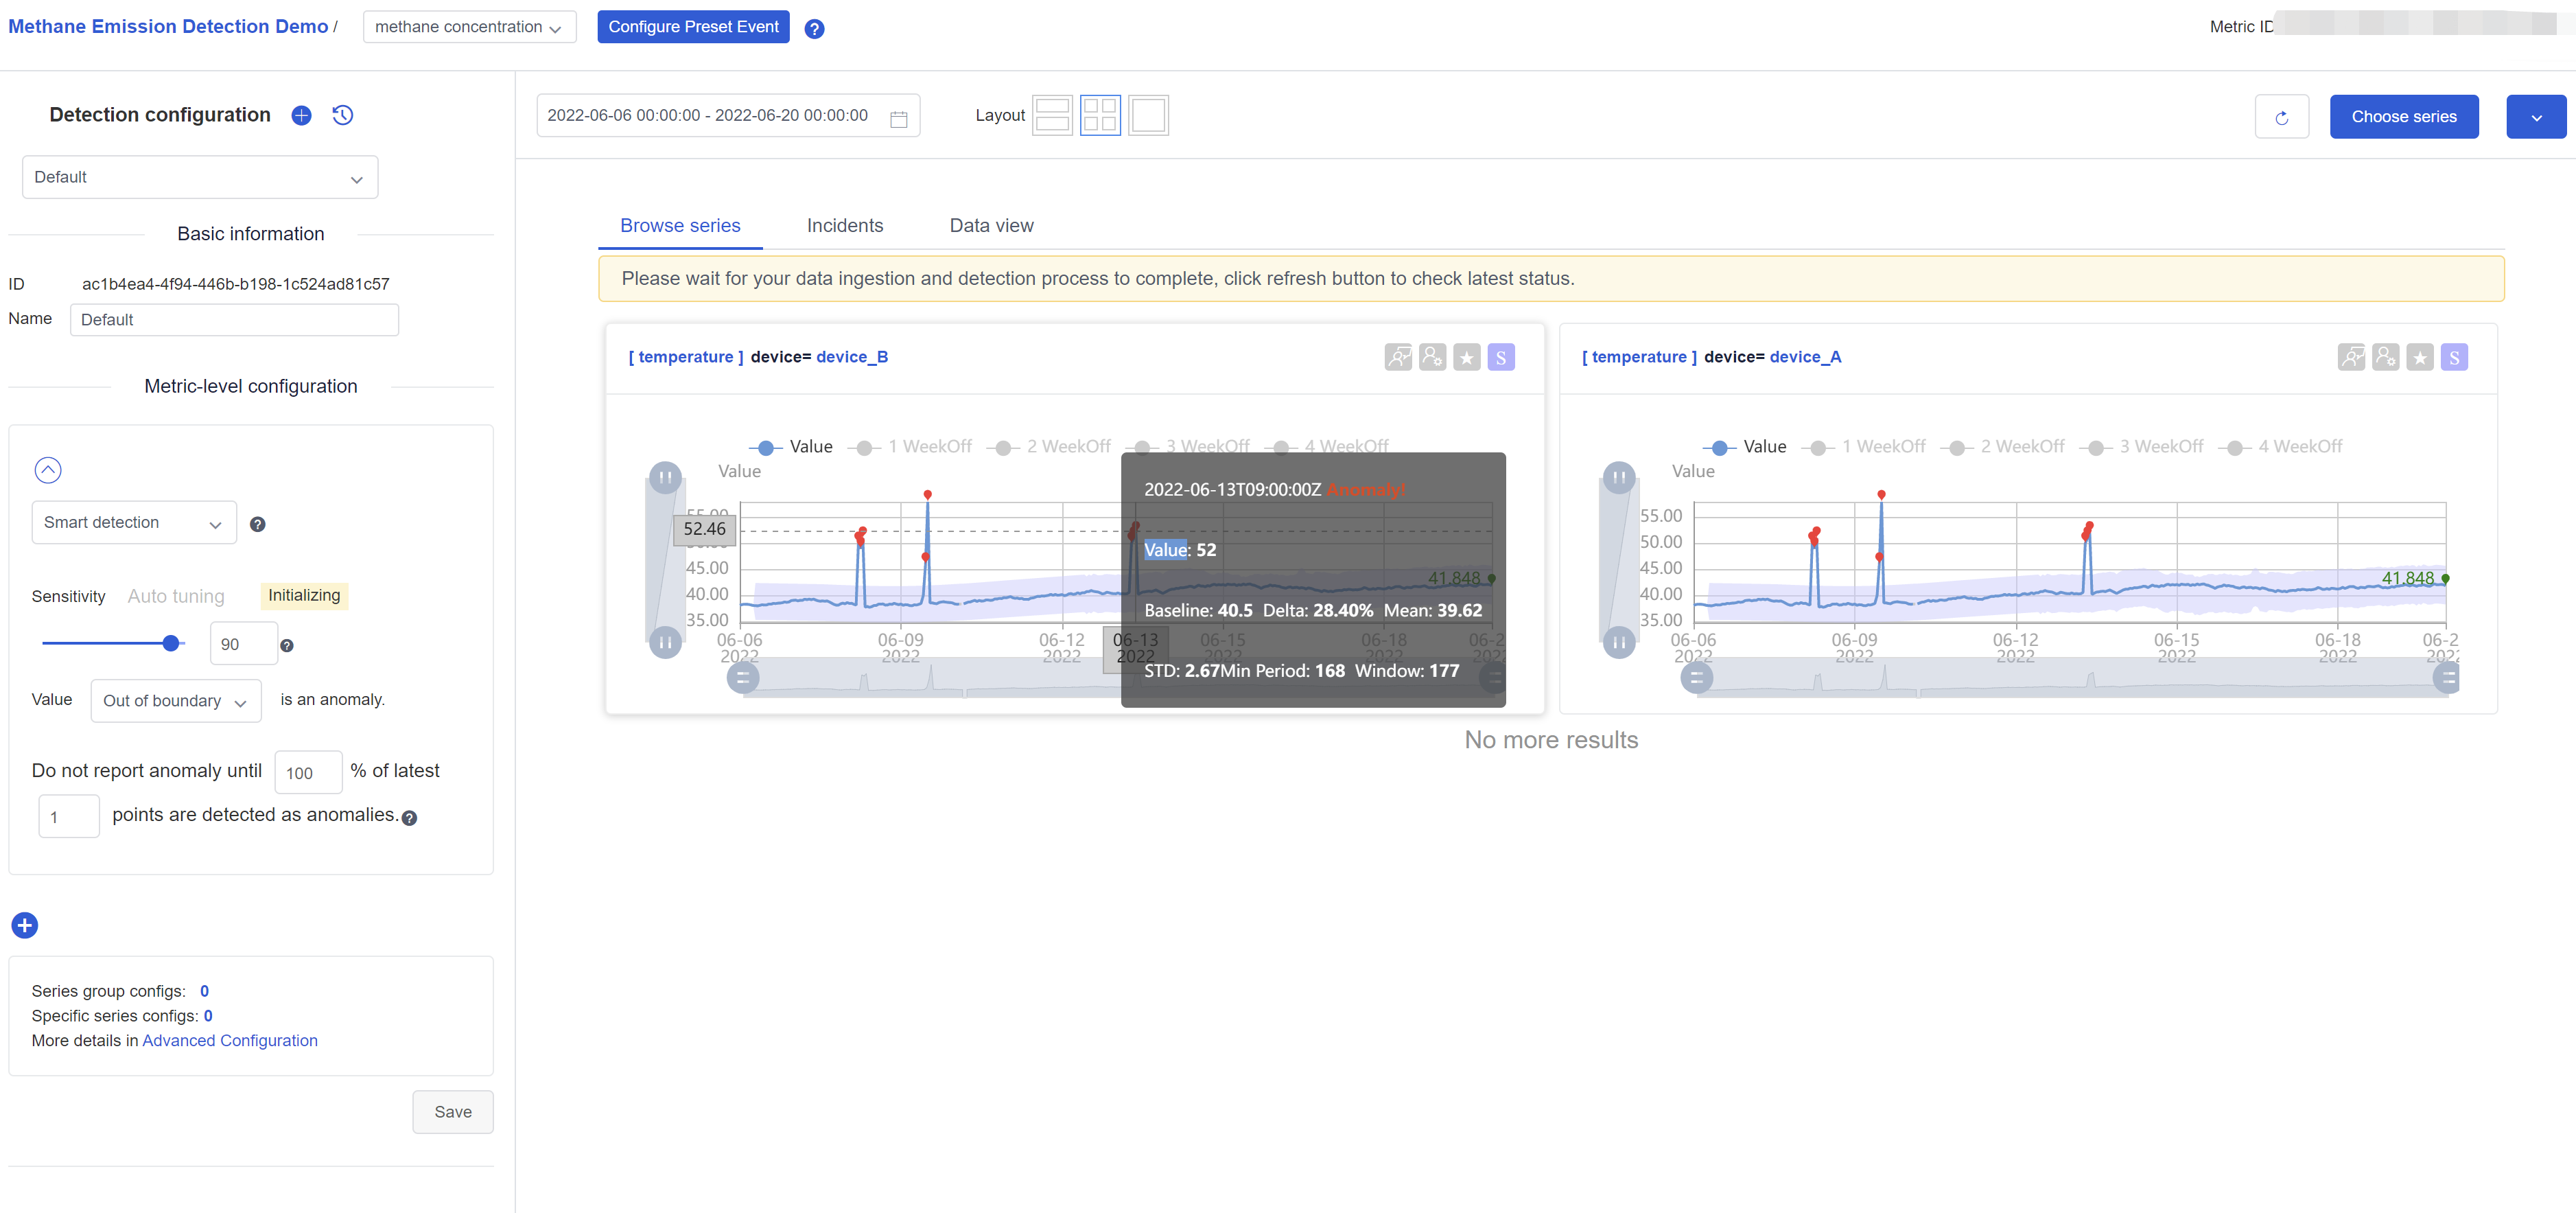 Methane Emission Detection Demo /
methane concentration
Configure Preset Event
?
Metric ID
Detection configuration
Default
Basic information
ID ac1b4ea4-4f94-446b-b198-1c524ad81c57
Name Default
Metric-level configuration
Smart detection
?
Sensitivity Auto tuning Initializing
90
?
Value Out of boundary is an anomaly.
Do not report anomaly until 100 % of latest
1 points are detected as anomalies. ?
Series group configs: 0
Specific series configs: 0
More details in Advanced Configuration
Save
2022-06-06 00:00:00 - 2022-06-20 00:00:00
Layout
Choose series
Browse series
Incidents
Data view
Please wait for your data ingestion and detection process to complete, click refresh button to check latest status.
[ temperature ] device= device_B
S
Value 1 WeekOff 2 WeekOff 3 WeekOff 4 WeekOff
Value
55.00
52.46
45.00
40.00
35.00
41.848
06-06 2022
06-09 2022
06-12 2022
06-13 2022
06-15 2022
06-18 2022
06-2
2022-06-13T09:00:00Z Anomaly!
Value: 52
Baseline: 40.5 Delta: 28.40% Mean: 39.62
STD: 2.67Min Period: 168 Window: 177
[ temperature ] device= device_A
S
Value 1 WeekOff 2 WeekOff 3 WeekOff 4 WeekOff
Value
55.00
50.00
45.00
40.00
35.00
41.848
06-06 2022
06-09 2022
06-12 2022
06-15 2022
06-18 2022
06-2
No more results